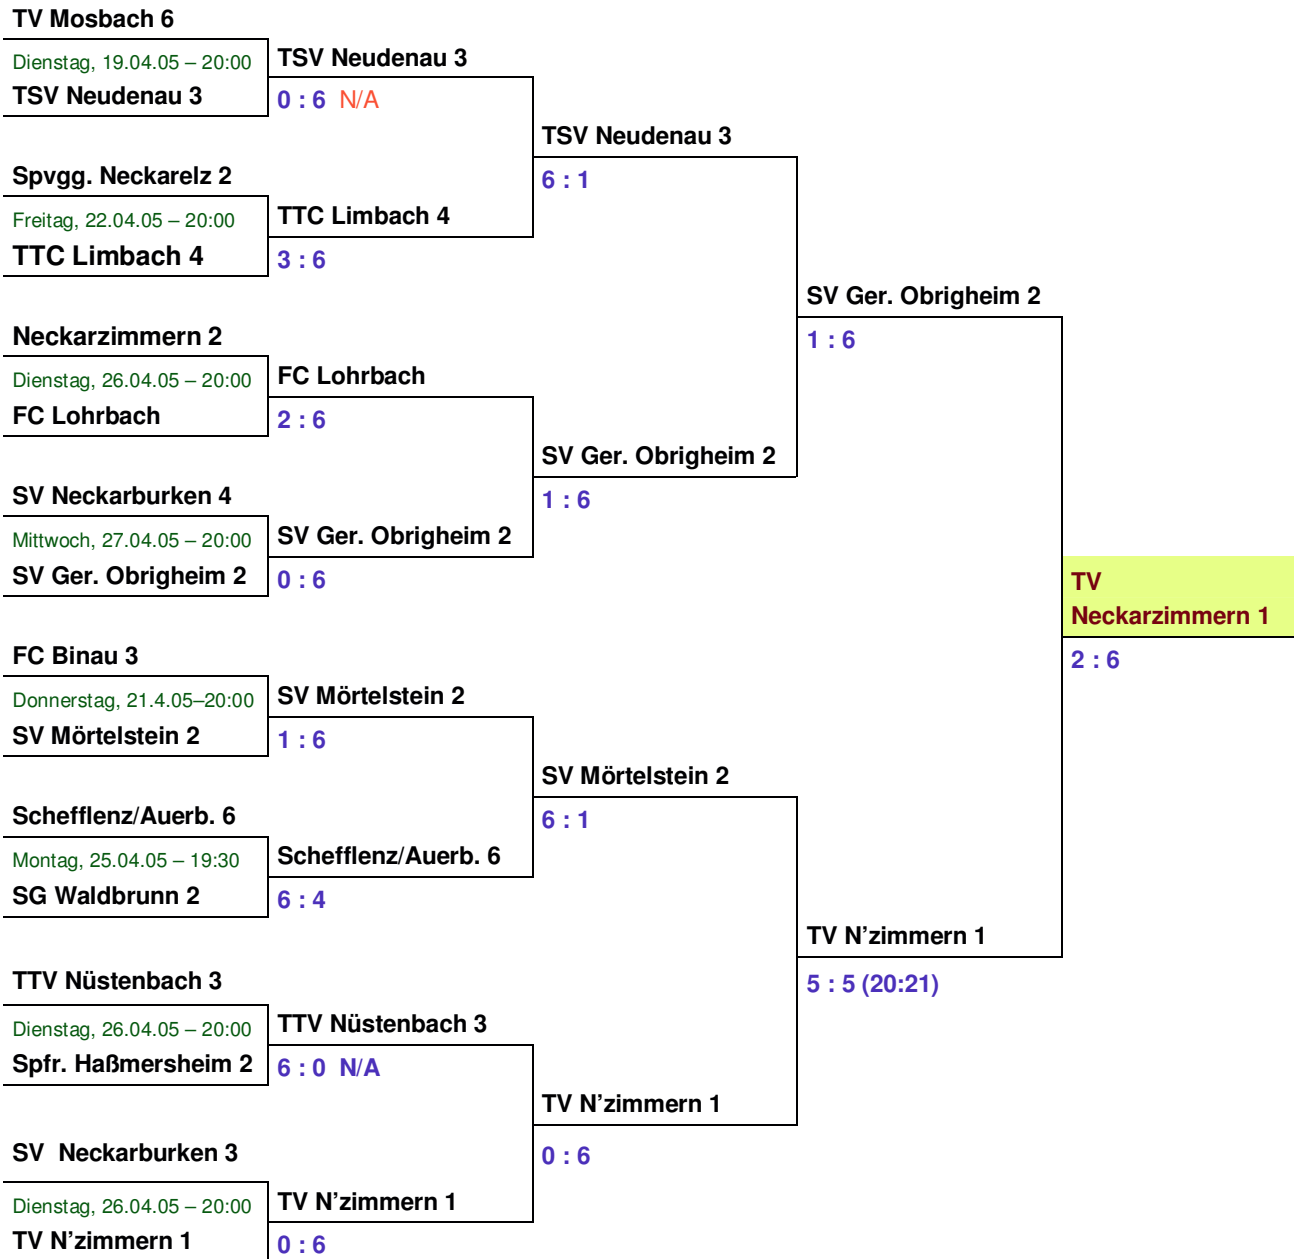 TV Mosbach 6
Dienstag, 19.04.05 – 20:00
TSV Neudenau 3
TSV Neudenau 3
0 : 6 N/A
Spvgg. Neckarelz 2
Freitag, 22.04.05 – 20:00
TTC Limbach 4
TTC Limbach 4
3 : 6
TSV Neudenau 3
6 : 1
Neckarzimmern 2
Dienstag, 26.04.05 – 20:00
FC Lohrbach
FC Lohrbach
2 : 6
SV Neckarburken 4
Mittwoch, 27.04.05 – 20:00
SV Ger. Obrigheim 2
SV Ger. Obrigheim 2
0 : 6
SV Ger. Obrigheim 2
1 : 6
SV Ger. Obrigheim 2
1 : 6
FC Binau 3
Donnerstag, 21.4.05–20:00
SV Mörtelstein 2
SV Mörtelstein 2
1 : 6
Schefflenz/Auerb. 6
Montag, 25.04.05 – 19:30
SG Waldbrunn 2
Schefflenz/Auerb. 6
6 : 4
SV Mörtelstein 2
6 : 1
TTV Nüstenbach 3
Dienstag, 26.04.05 – 20:00
Spfr. Haßmersheim 2
TTV Nüstenbach 3
6 : 0 N/A
SV Neckarburken 3
Dienstag, 26.04.05 – 20:00
TV N’zimmern 1
TV N’zimmern 1
0 : 6
TV N’zimmern 1
0 : 6
TV N’zimmern 1
5 : 5 (20:21)
TV
Neckarzimmern 1
2 : 6